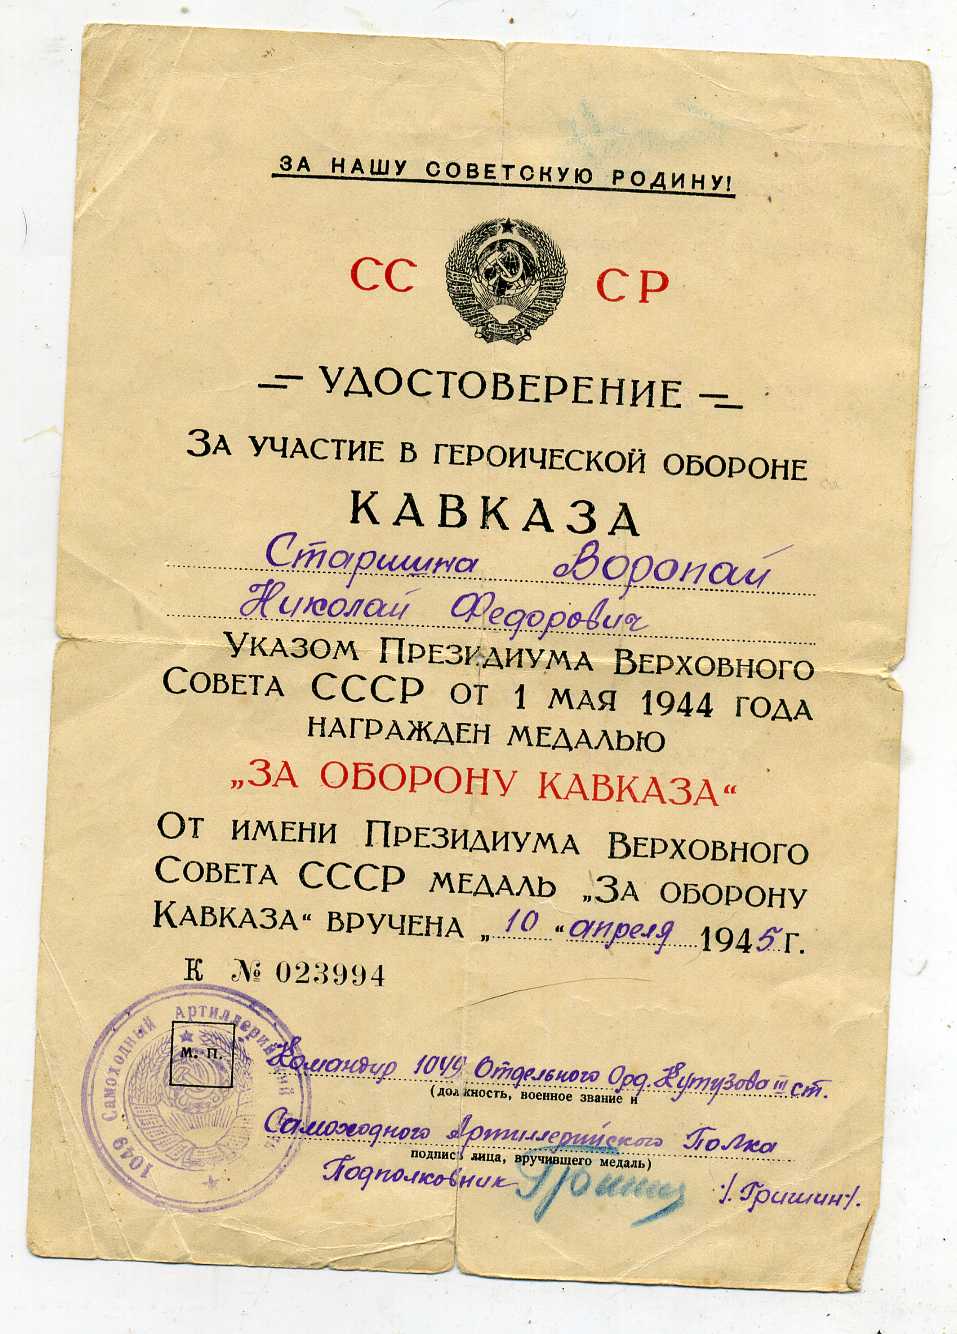 ЗА НАШУ СОВЕТСКУЮ РОДИНУ!
СС СР
УДОСТОВЕРЕНИЕ
ЗА УЧАСТИЕ В ГЕРОИЧЕСКОЙ ОБОРОНЕ
КАВКАЗА
Старшина Воропай
Николай Федорович
УКАЗОМ ПРЕЗИДИУМА ВЕРХОВНОГО
СОВЕТА СССР ОТ 1 МАЯ 1944 ГОДА
НАГРАЖДЕН МЕДАЛЬЮ
„ЗА ОБОРОНУ КАВКАЗА“
ОТ ИМЕНИ ПРЕЗИДИУМА ВЕРХОВНОГО
СОВЕТА СССР МЕДАЛЬ „ЗА ОБОРОНУ
КАВКАЗА“ ВРУЧЕНА „10“ апреля 1945 г.
К № 023994
1049 Самоходный Артиллерийский
М. П.
Командир 1049 Отдельного Орд. Кутузова III ст.
(должность, военное звание и
Самоходного Артиллерийского Полка
подпись лица, вручившего медаль)
Подполковник Гришин /Гришин/.